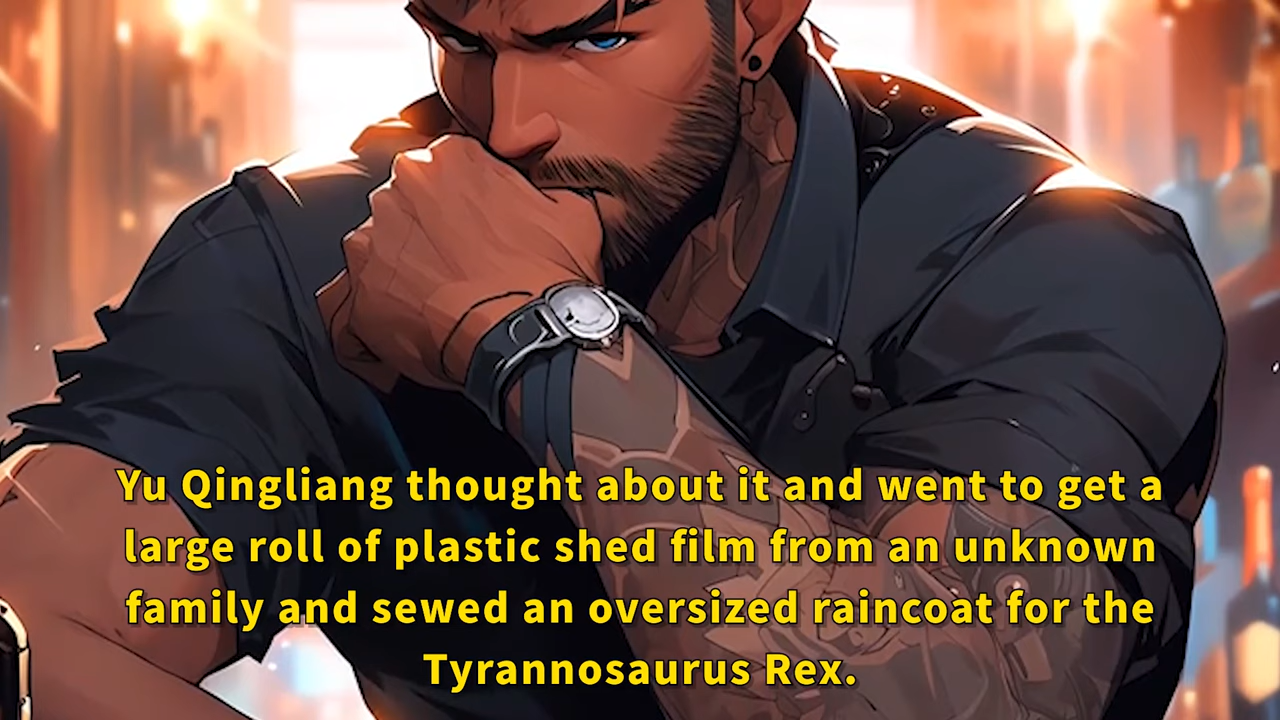 Yu Qingliang thought about it and went to get a
large roll of plastic shed film from an unknown
family and sewed an oversized raincoat for the
Tyrannosaurus Rex.